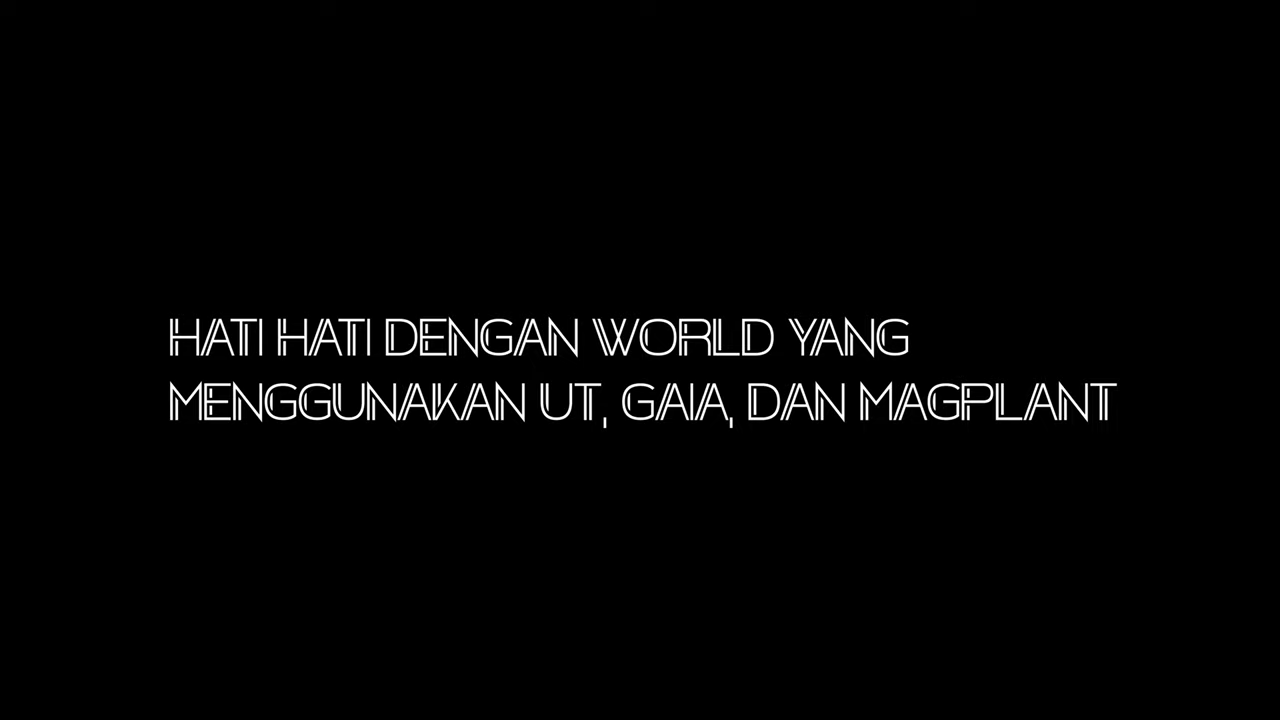 HATI HATI DENGAN WORLD YANG
MENGGUNAKAN UT, GAIA, DAN MAGPLANT